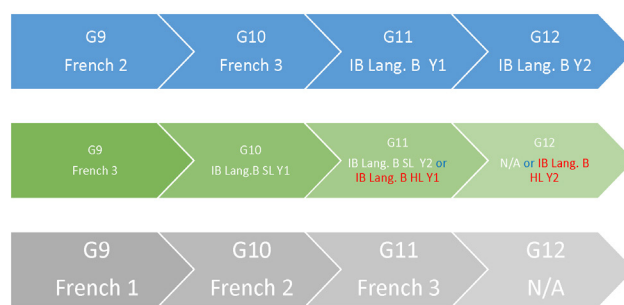 G9
French 2
G10
French 3
G11
IB Lang. B  Y1
G12
IB Lang. B Y2
G9
French 3
G10
IB Lang.B SL Y1
G11
IB Lang. B SL  Y2 or
IB Lang. B HL Y1
G12
N/A or IB Lang. B
HL Y2
G9
French 1
G10
French 2
G11
French 3
G12
N/A